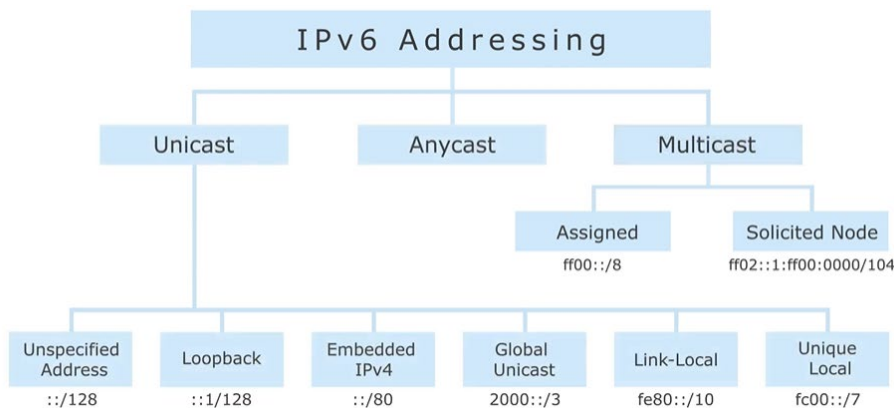 IPv6 Addressing
Unicast
Anycast
Multicast
Assigned
ff00::/8
Solicited Node
ff02::1:ff00:0000/104
Unspecified
Address
::/128
Loopback
::1/128
Embedded
IPv4
::/80
Global
Unicast
2000::/3
Link-Local
fe80::/10
Unique
Local
fc00::/7